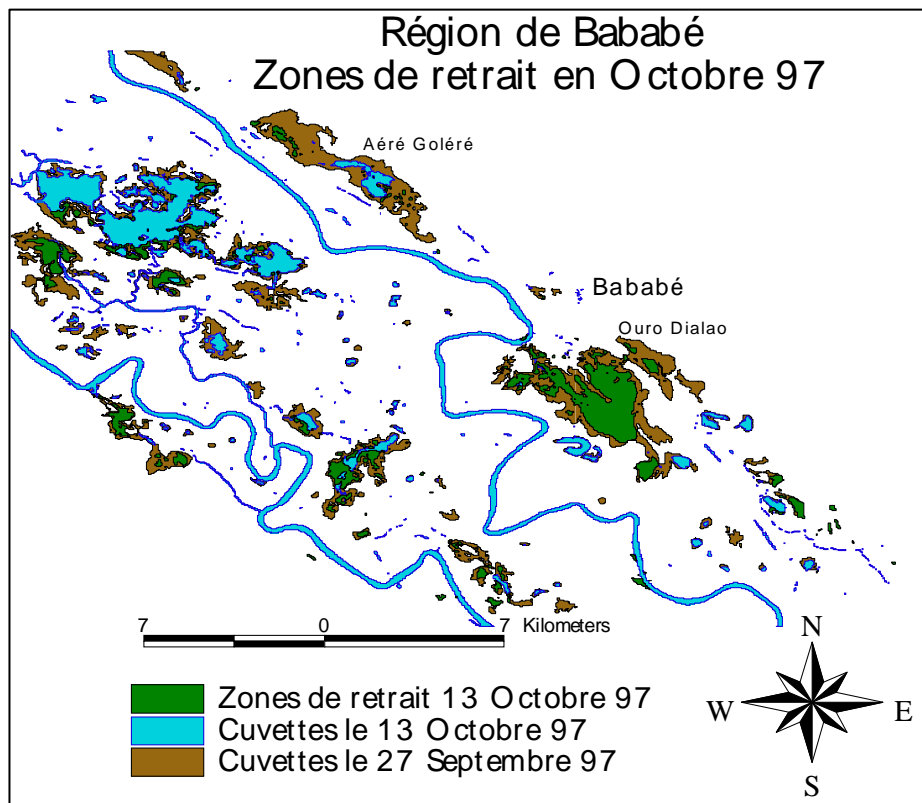 Région de Bababé
Zones de retrait en Octobre 97
Aéré Goléré
Bababé
Ouro Dialao
7 0 7
Kilometers
N
W E
S
Zones de retrait 13 Octobre 97
Cuvettes le 13 Octobre 97
Cuvettes le 27 Septembre 97